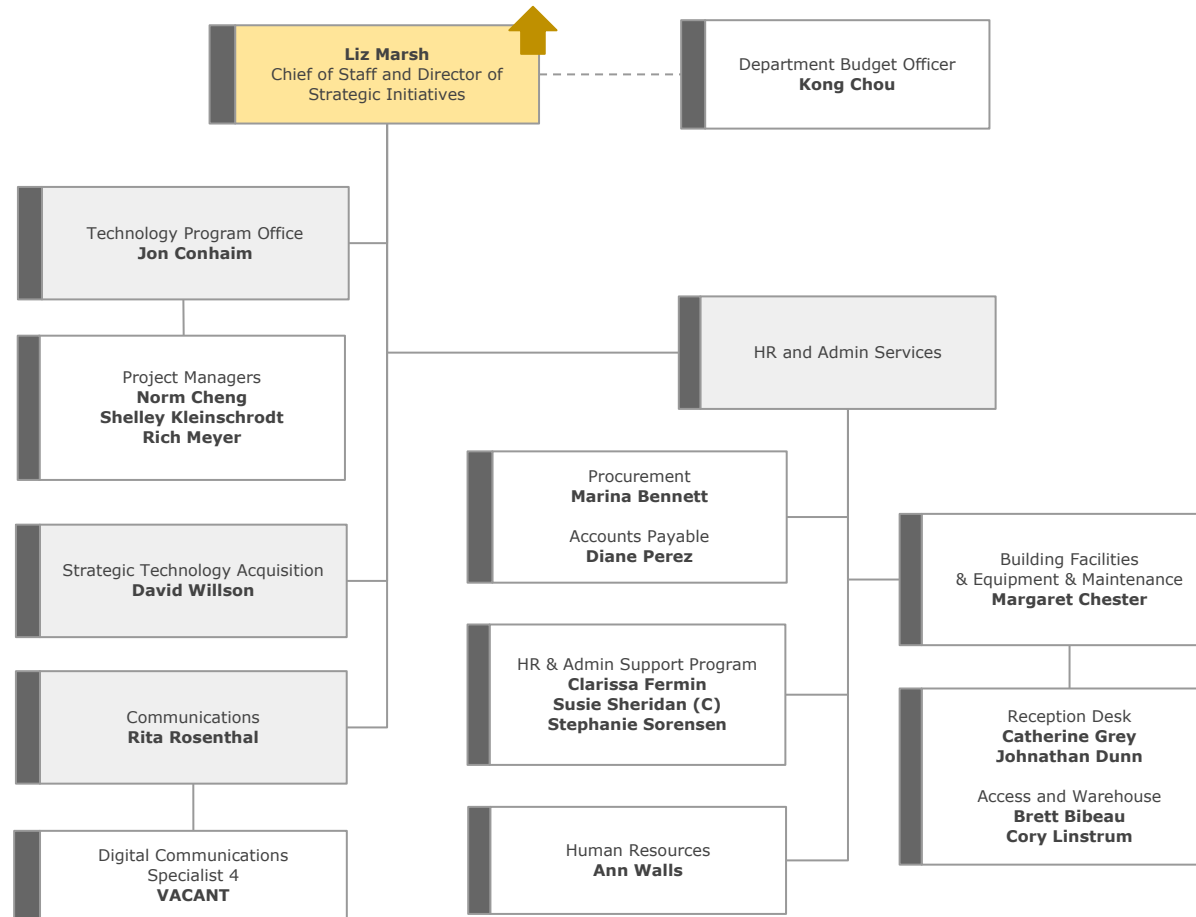 Liz Marsh
Chief of Staff and Director of
Strategic Initiatives
Department Budget Officer
Kong Chou
Technology Program Office
Jon Conhaim
Project Managers
Norm Cheng
Shelley Kleinschrodt
Rich Meyer
Strategic Technology Acquisition
David Willson
Communications
Rita Rosenthal
Digital Communications
Specialist 4
VACANT
HR and Admin Services
Procurement
Marina Bennett
Accounts Payable
Diane Perez
HR & Admin Support Program
Clarissa Fermin
Susie Sheridan (C)
Stephanie Sorensen
Human Resources
Ann Walls
Building Facilities
& Equipment & Maintenance
Margaret Chester
Reception Desk
Catherine Grey
Johnathan Dunn
Access and Warehouse
Brett Bibeau
Cory Linstrum